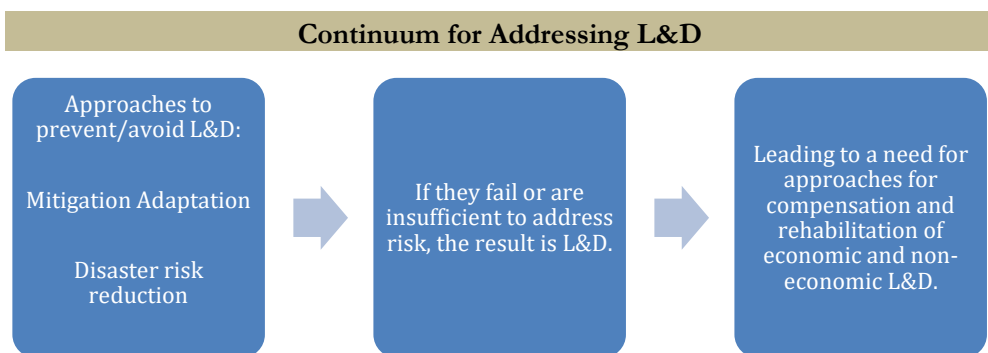 Continuum for Addressing L&D
Approaches to
prevent/avoid L&D:
Mitigation Adaptation
Disaster risk
reduction
If they fail or are
insufficient to address
risk, the result is L&D.
Leading to a need for
approaches for
compensation and
rehabilitation of
economic and non-
economic L&D.